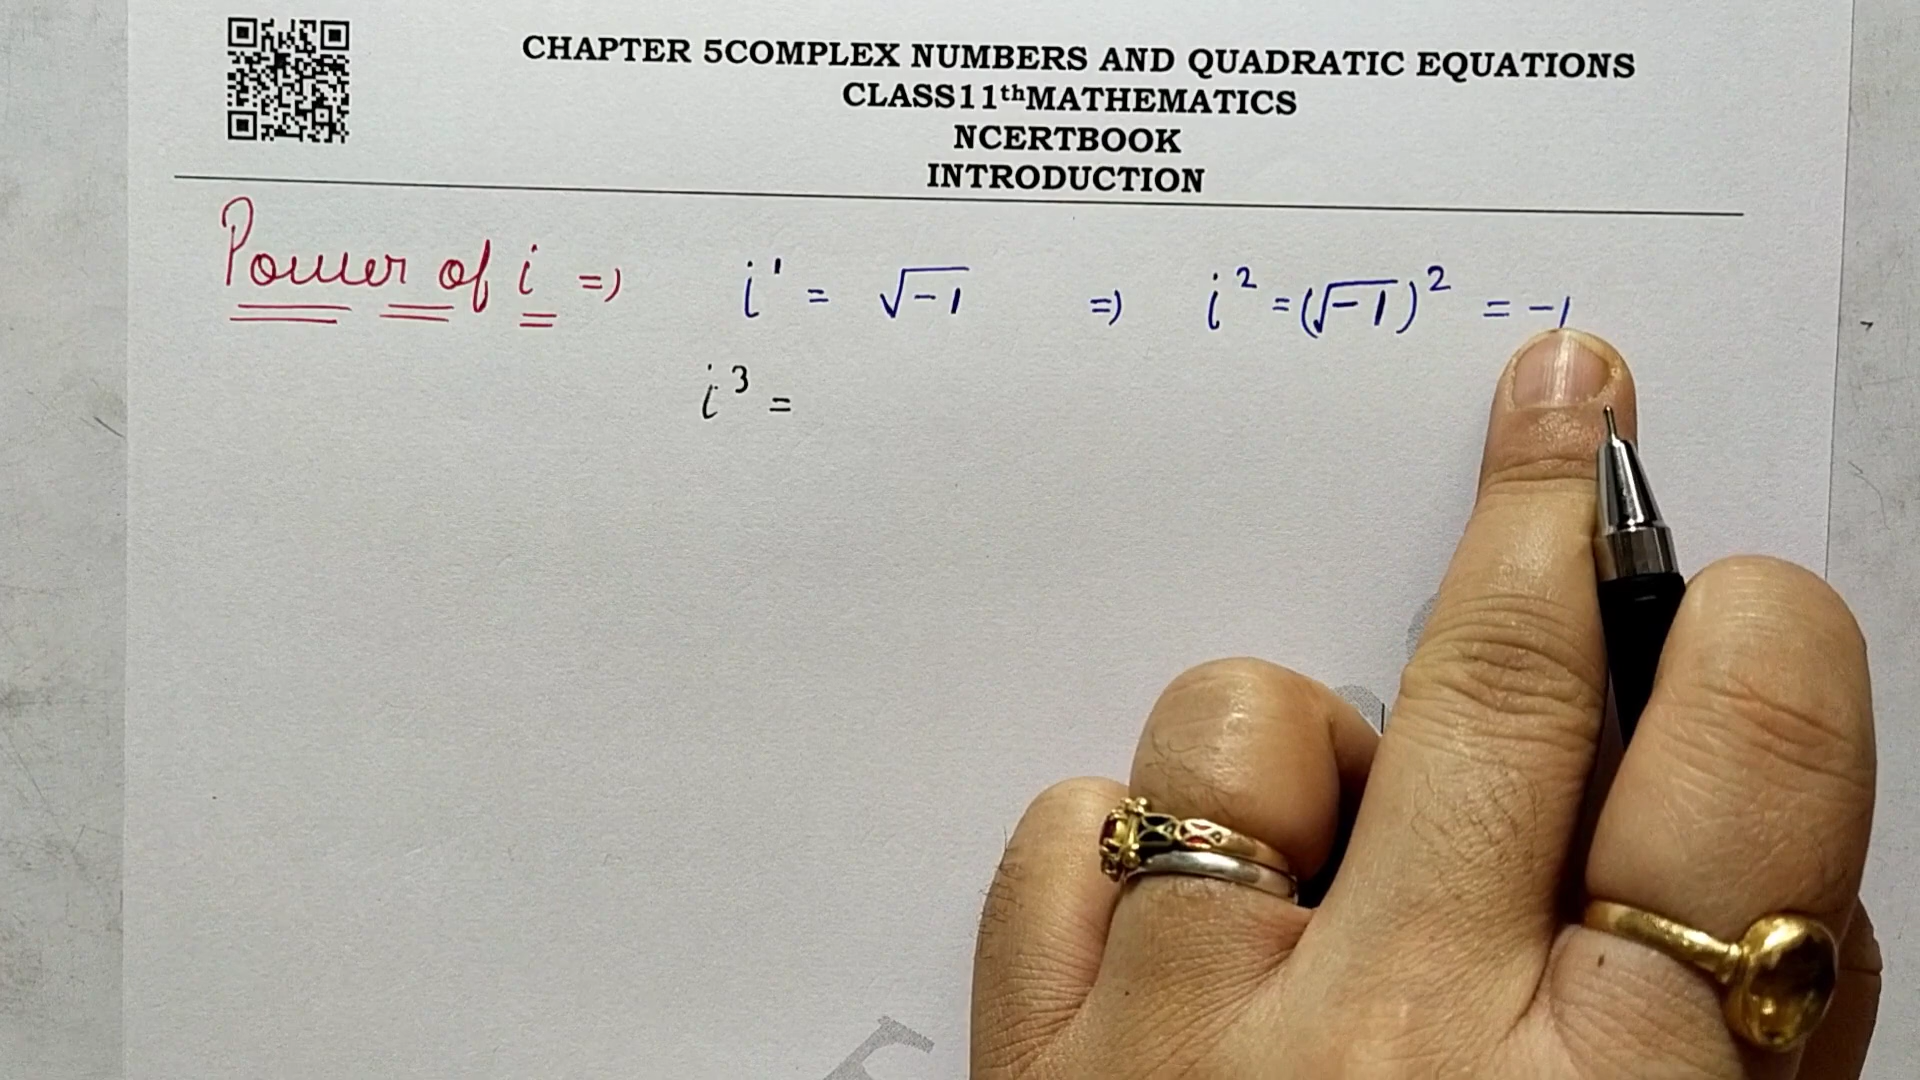 CHAPTER 5COMPLEX NUMBERS AND QUADRATIC EQUATIONS
CLASS11thMATHEMATICS
NCERTBOOK
INTRODUCTION
Power of i => i¹ = √-1 => i² = (√-1)² = -1
i³ =